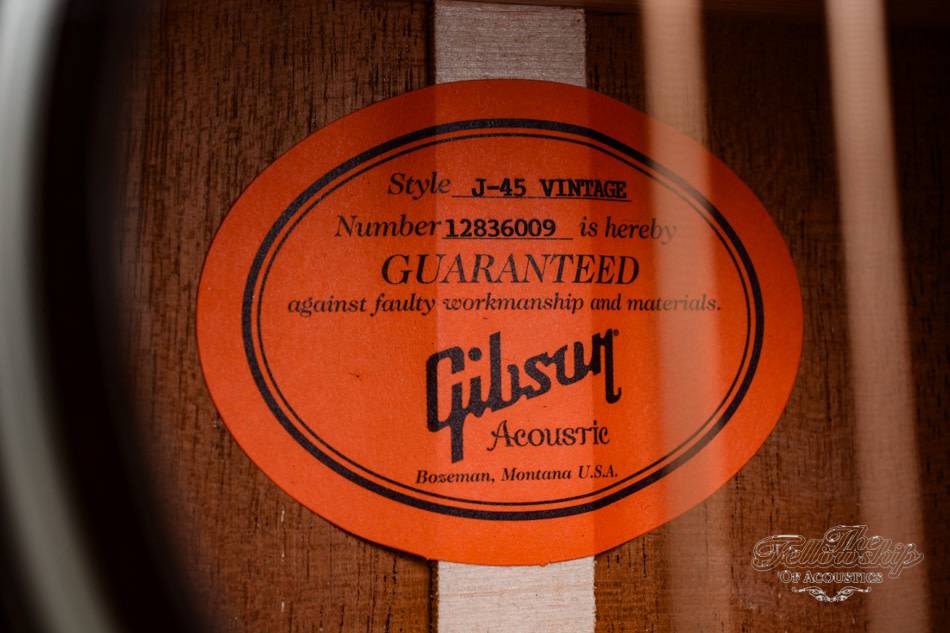 Style J-45 VINTAGE
Number 12836009 is hereby
GUARANTEED
against faulty workmanship and materials.
Gibson
Acoustic
Bozeman, Montana U.S.A.
The
Fellowship
Of Acoustics